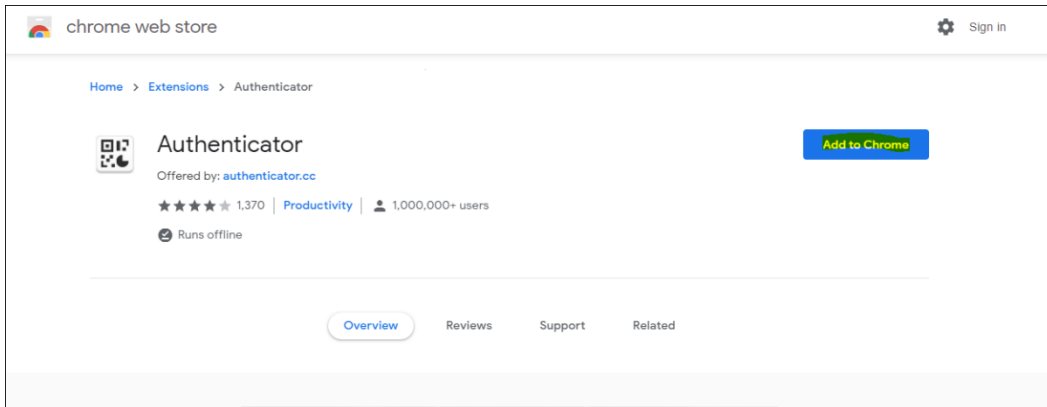 chrome web store
Sign in
Home > Extensions > Authenticator
Authenticator
Add to Chrome
Offered by: authenticator.cc
1,370 | Productivity | 1,000,000+ users
Runs offline
Overview
Reviews
Support
Related